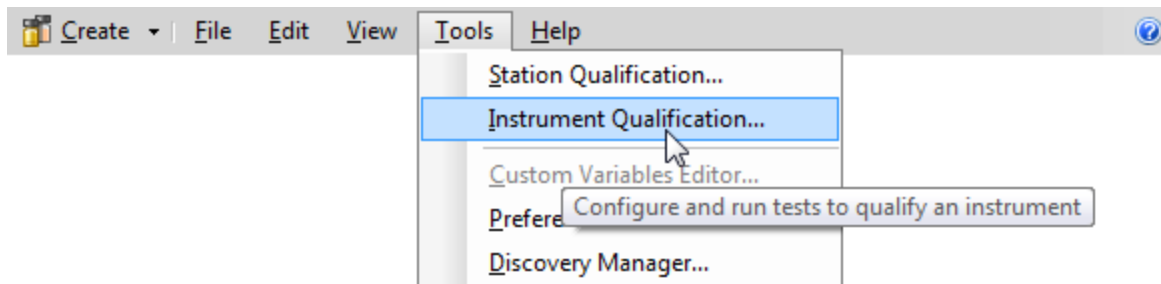 Create File Edit View Tools Help
Station Qualification...
Instrument Qualification...
Custom Variables Editor...
Configure and run tests to qualify an instrument
Discovery Manager...